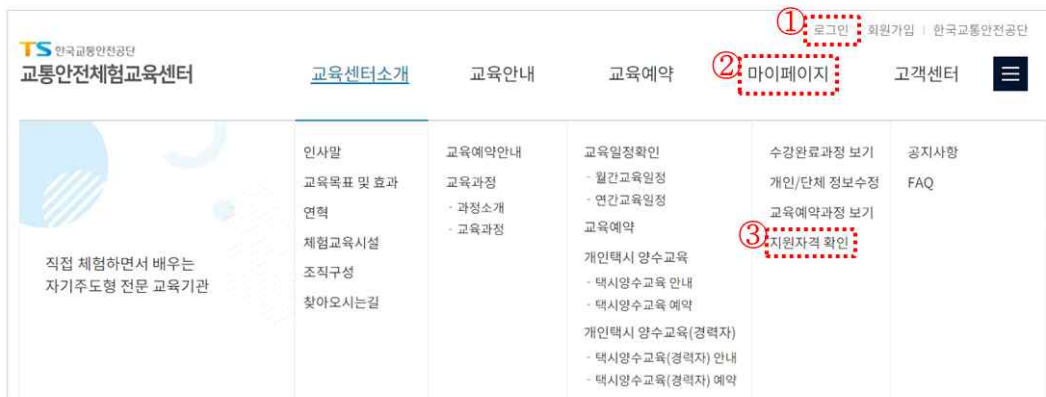 ① 로그인 | 회원가입 | 한국교통안전공단
TS 한국교통안전공단
교통안전체험교육센터
교육센터소개 교육안내 교육예약 ② 마이페이지 고객센터
인사말
교육목표 및 효과
연혁
체험교육시설
조직구성
찾아오시는길
교육예약안내
교육과정
- 과정소개
- 교육과정
교육일정확인
- 월간교육일정
- 연간교육일정
교육예약
개인택시 양수교육
- 택시양수교육 안내
- 택시양수교육 예약
개인택시 양수교육(경력자)
- 택시양수교육(경력자) 안내
- 택시양수교육(경력자) 예약
수강완료과정 보기
개인/단체 정보수정
교육예약과정 보기
③ 지원자격 확인
공지사항
FAQ
직접 체험하면서 배우는
자기주도형 전문 교육기관